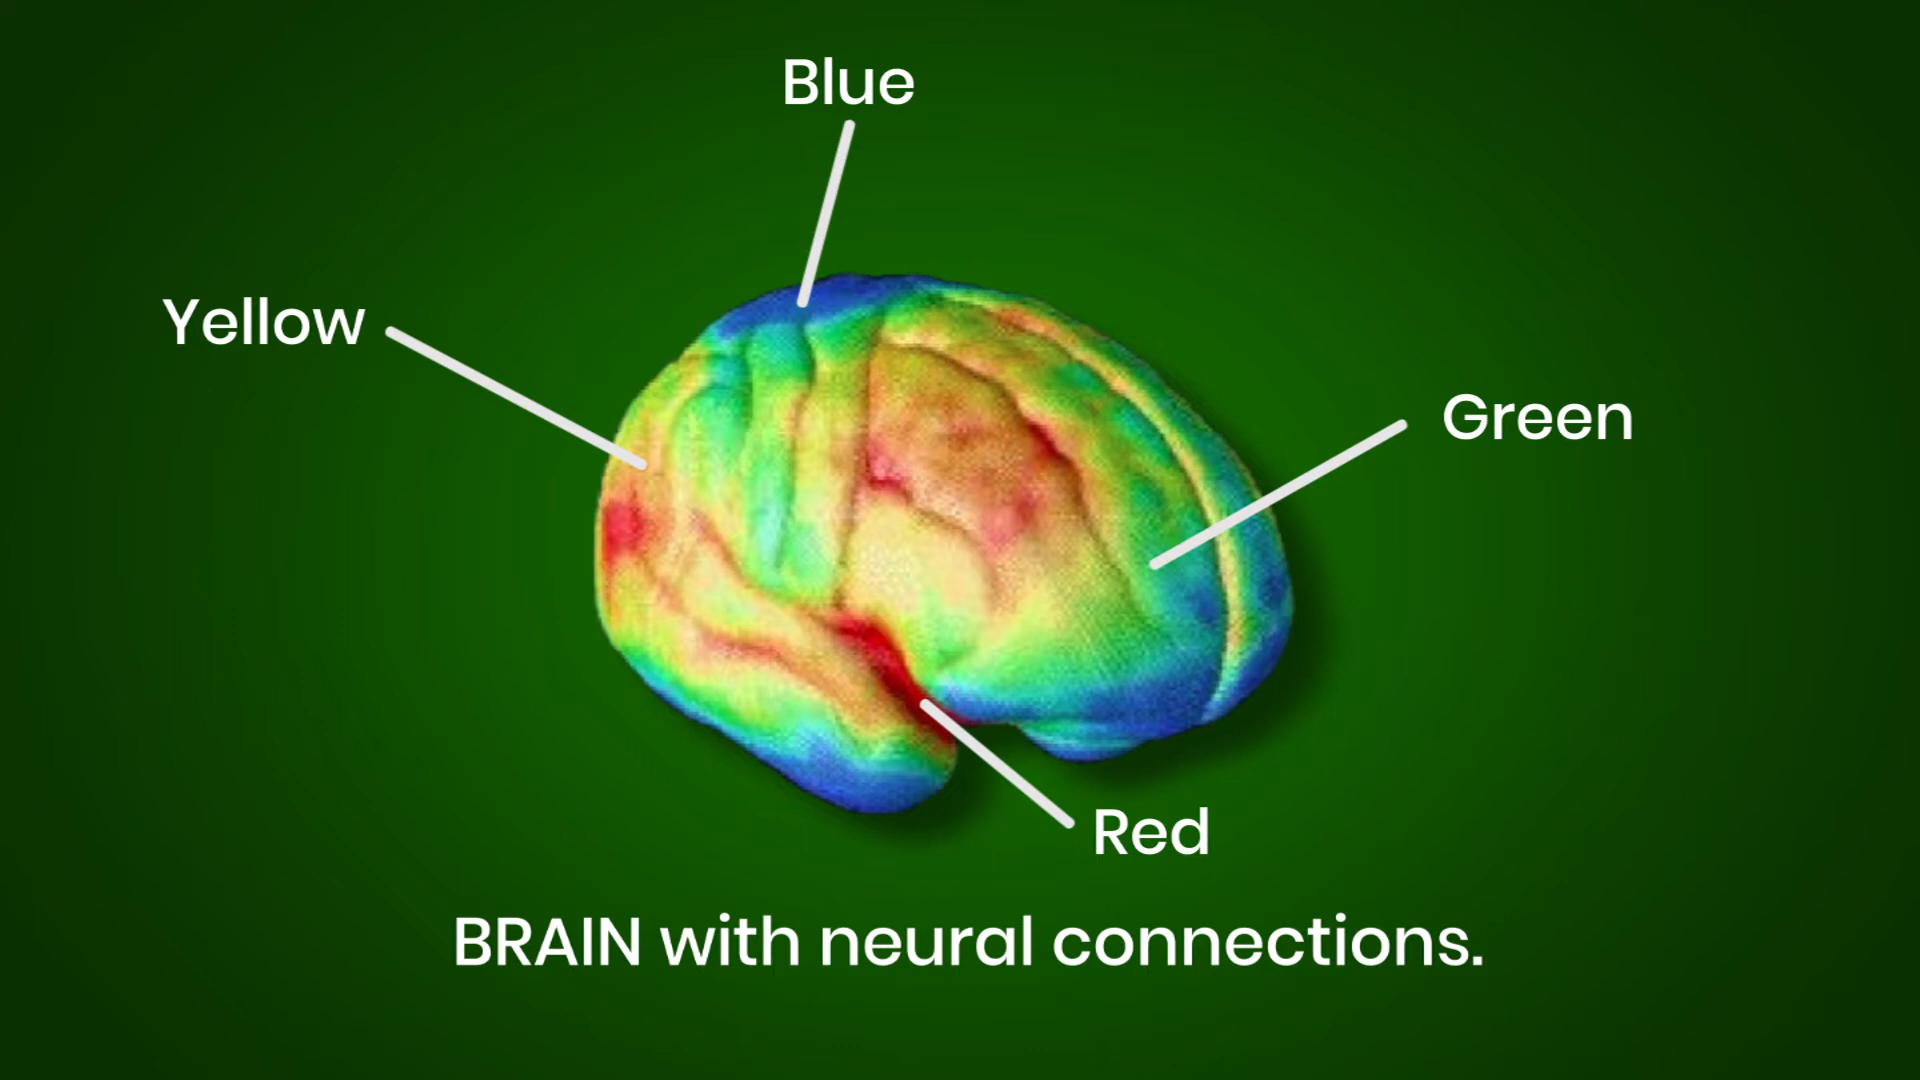 Blue
Yellow
Green
Red
BRAIN with neural connections.